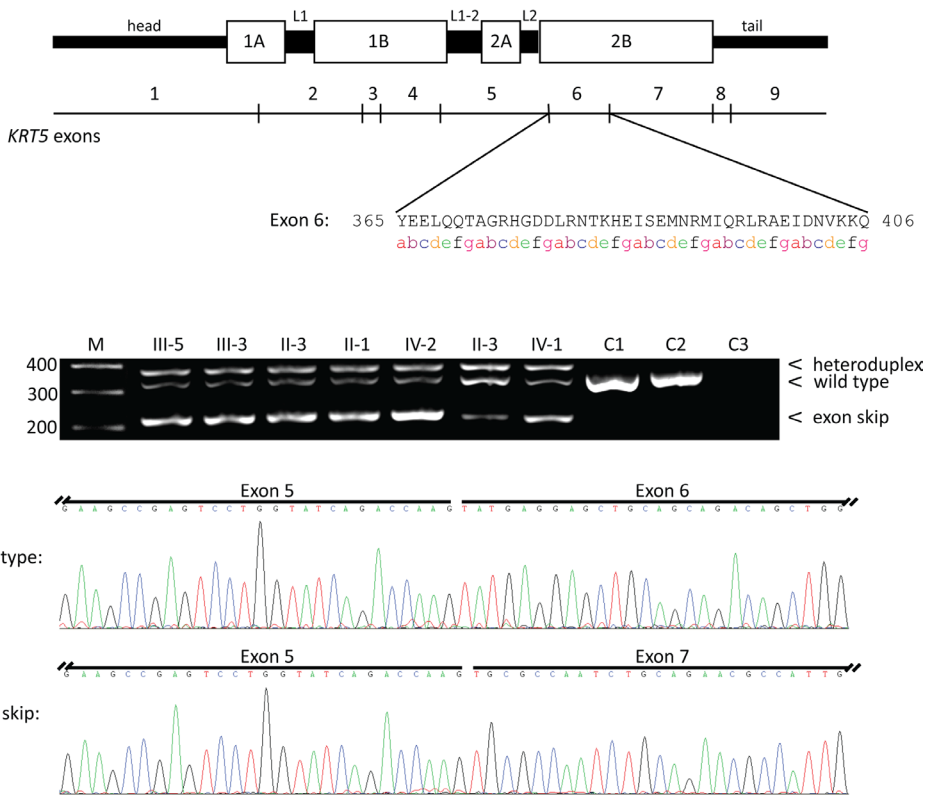 head L1 L1-2 L2 tail
1A 1B 2A 2B
1 2 3 4 5 6 7 8 9
KRT5 exons
Exon 6: 365 YEELQQTAGRHGDDLRNTKHEISEMNRMIQRLRAEIDNVKKQ 406
abcdefgabcdefgabcdefgabcdefgabcdefgabcdefg
M III-5 III-3 II-3 II-1 IV-2 II-3 IV-1 C1 C2 C3
400 < heteroduplex
< wild type
300
< exon skip
200
Exon 5 Exon 6
G A A G C C G A G T C C T G G T A T C A G A C C A A G T A T G A G G A G C T G C A G C A G A C A G C T G G
type:
Exon 5 Exon 7
G A A G C C G A G T C C T G G T A T C A G A C C A A G T G C G C C A A T C T G C A G A A C G C C A T T G
skip: